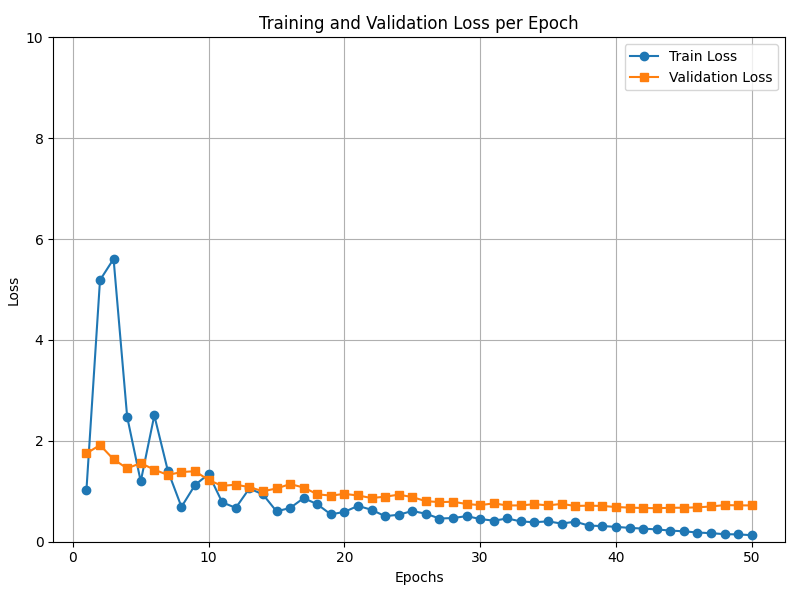 Training and Validation Loss per Epoch
Train Loss
Validation Loss
10
8
6
4
2
0
Loss
0 10 20 30 40 50
Epochs